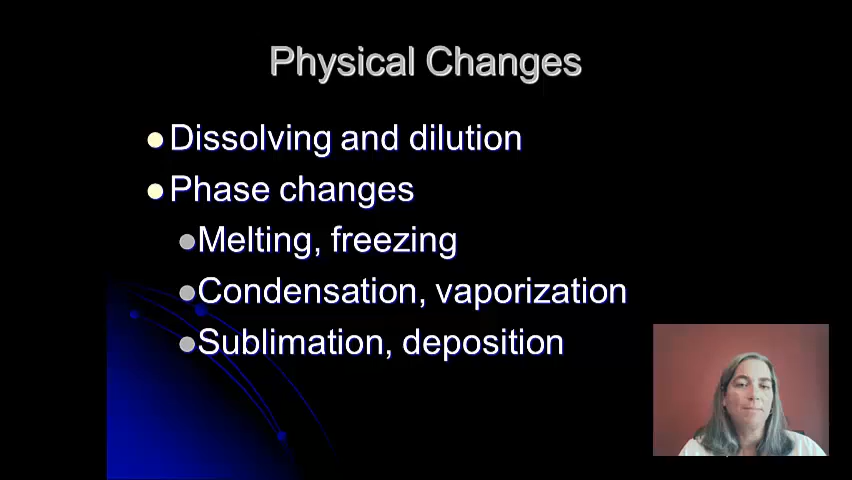 Physical Changes
Dissolving and dilution
Phase changes
Melting, freezing
Condensation, vaporization
Sublimation, deposition